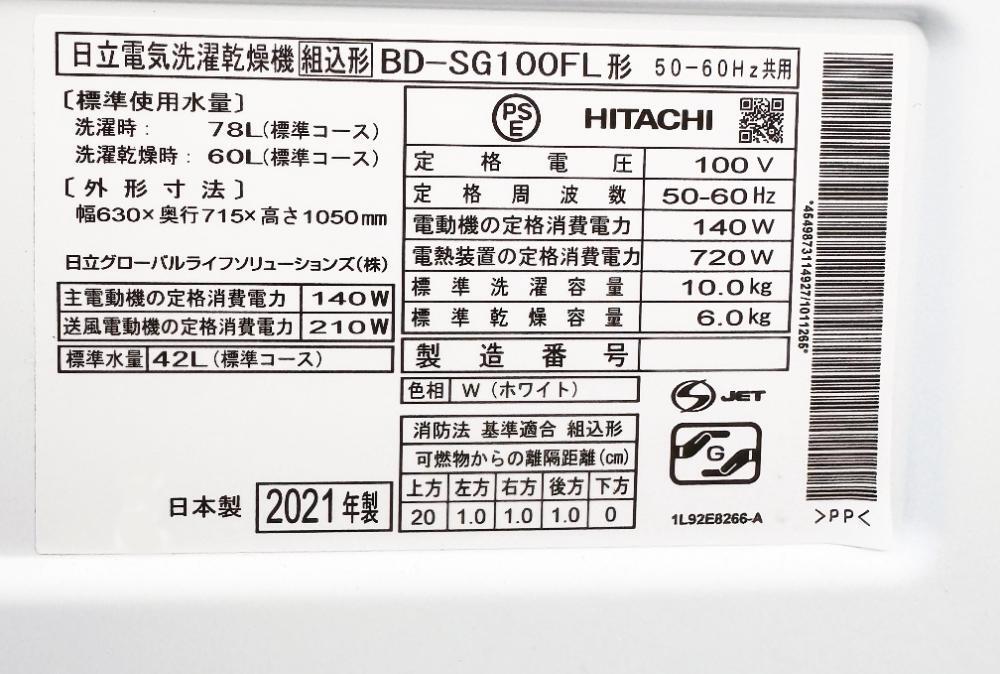 日立電気洗濯乾燥機 組込形 BD-SG100FL形 50-60Hz共用
〔標準使用水量〕
洗濯時： 78L(標準コース)
洗濯乾燥時： 60L(標準コース)
〔外形寸法〕
幅630×奥行715×高さ1050mm
日立グローバルライフソリューションズ(株)
主電動機の定格消費電力 140W
送風電動機の定格消費電力 210W
標準水量 42L(標準コース)
日本製 2021年製
PSE HITACHI
定格電圧 100V
定格周波数 50-60Hz
電動機の定格消費電力 140W
電熱装置の定格消費電力 720W
標準洗濯容量 10.0kg
標準乾燥容量 6.0kg
製造番号
色相 W(ホワイト)
消防法 基準適合 組込形
可燃物からの離隔距離(cm)
上方 左方 右方 後方 下方
20 1.0 1.0 1.0 0
S JET
G
1L92E8266-A
*4549873114927/1011265*
>PP<